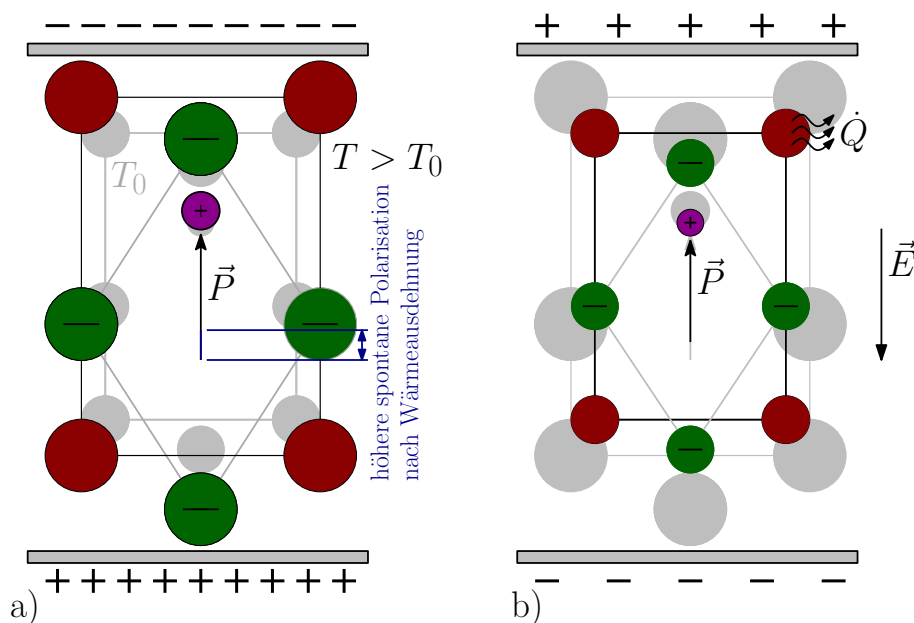 − − − − − − − − −
T₀
T > T₀
+
P⃗
höhere spontane Polarisation
nach Wärmeausdehnung
− − − −
+ + + + + + + + +
a)
+ + + + +
Q̇
−
+
P⃗
E⃗
− −
−
− − − − −
b)